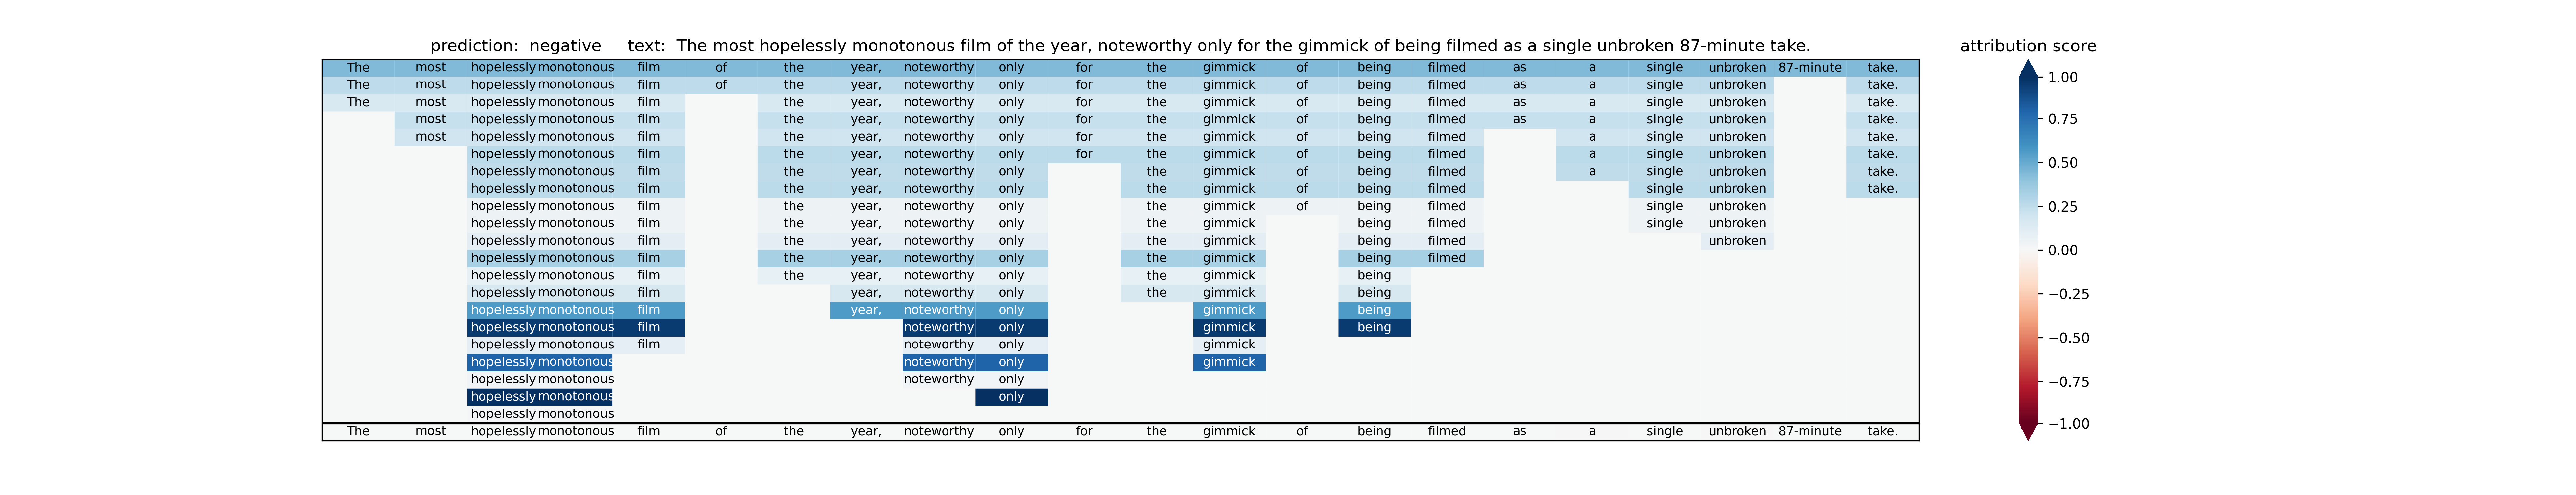 prediction: negative text: The most hopelessly monotonous film of the year, noteworthy only for the gimmick of being filmed as a single unbroken 87-minute take.
attribution score
The most hopelessly monotonous film of the year, noteworthy only for the gimmick of being filmed as a single unbroken 87-minute take.
The most hopelessly monotonous film of the year, noteworthy only for the gimmick of being filmed as a single unbroken take.
The most hopelessly monotonous film the year, noteworthy only for the gimmick of being filmed as a single unbroken take.
most hopelessly monotonous film the year, noteworthy only for the gimmick of being filmed as a single unbroken take.
most hopelessly monotonous film the year, noteworthy only for the gimmick of being filmed a single unbroken take.
hopelessly monotonous film the year, noteworthy only for the gimmick of being filmed a single unbroken take.
hopelessly monotonous film the year, noteworthy only the gimmick of being filmed a single unbroken take.
hopelessly monotonous film the year, noteworthy only the gimmick of being filmed single unbroken take.
hopelessly monotonous film the year, noteworthy only the gimmick of being filmed single unbroken
hopelessly monotonous film the year, noteworthy only the gimmick being filmed single unbroken
hopelessly monotonous film the year, noteworthy only the gimmick being filmed unbroken
hopelessly monotonous film the year, noteworthy only the gimmick being filmed
hopelessly monotonous film the year, noteworthy only the gimmick being
hopelessly monotonous film year, noteworthy only the gimmick being
hopelessly monotonous film year, noteworthy only gimmick being
hopelessly monotonous film noteworthy only gimmick being
hopelessly monotonous film noteworthy only gimmick
hopelessly monotonous noteworthy only gimmick
hopelessly monotonous noteworthy only
hopelessly monotonous only
hopelessly monotonous
The most hopelessly monotonous film of the year, noteworthy only for the gimmick of being filmed as a single unbroken 87-minute take.
1.00
0.75
0.50
0.25
0.00
−0.25
−0.50
−0.75
−1.00